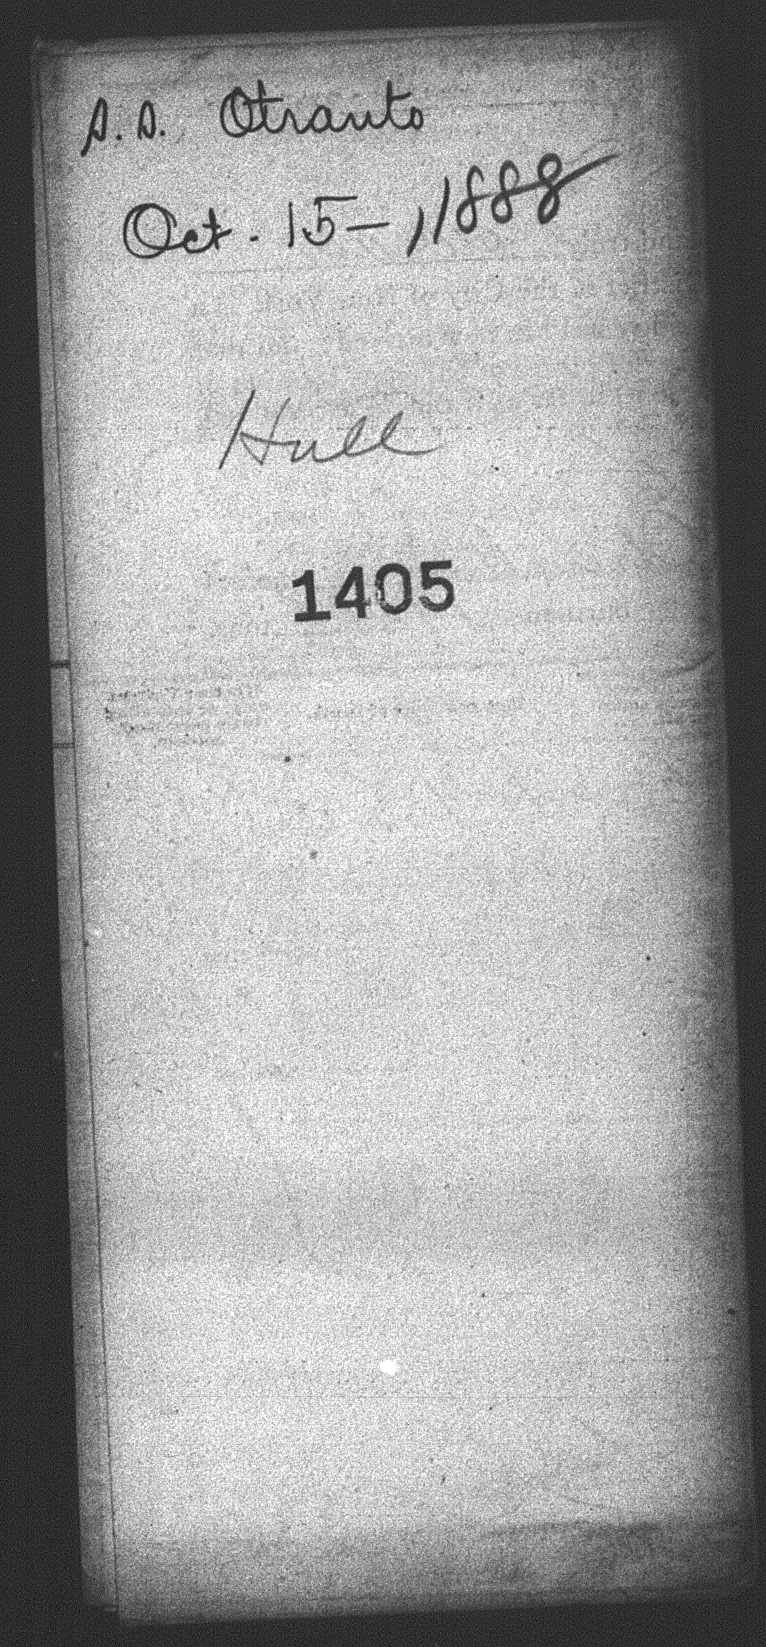 S.S. Otranto
Oct. 15-, 1888
Hull
1405